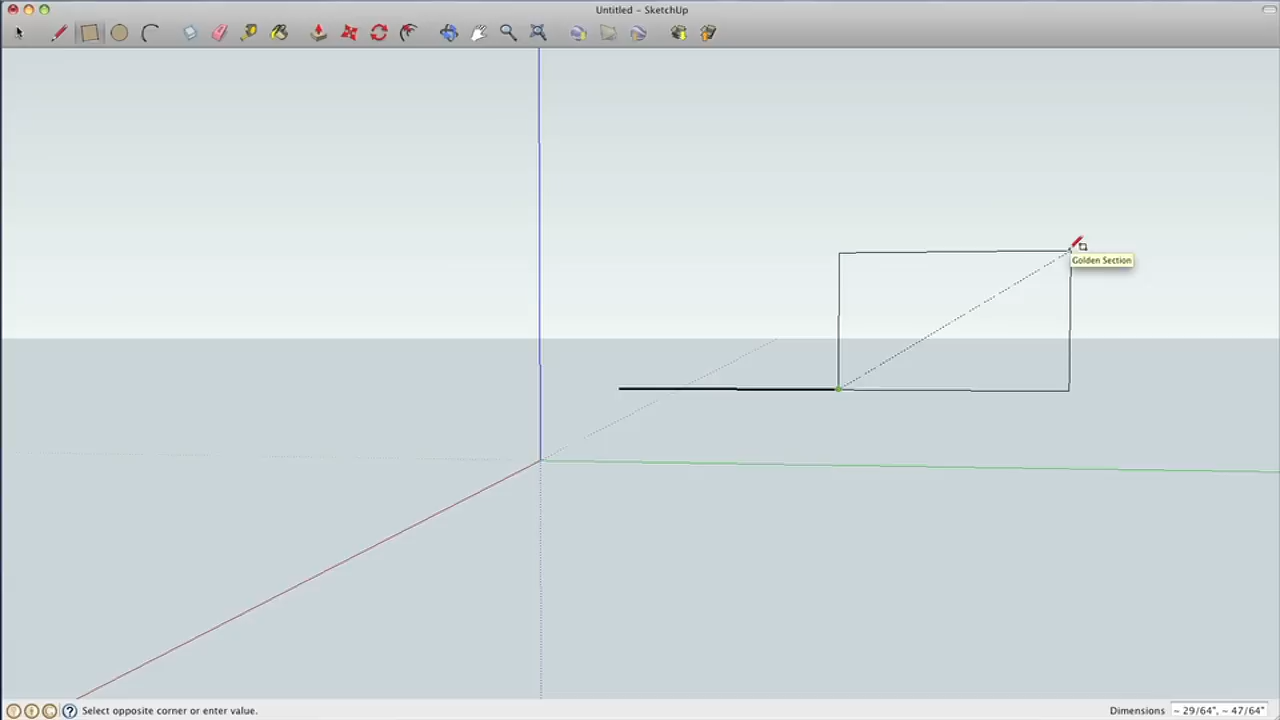 Untitled - SketchUp
Golden Section
Select opposite corner or enter value.
Dimensions ~ 29/64", ~ 47/64"